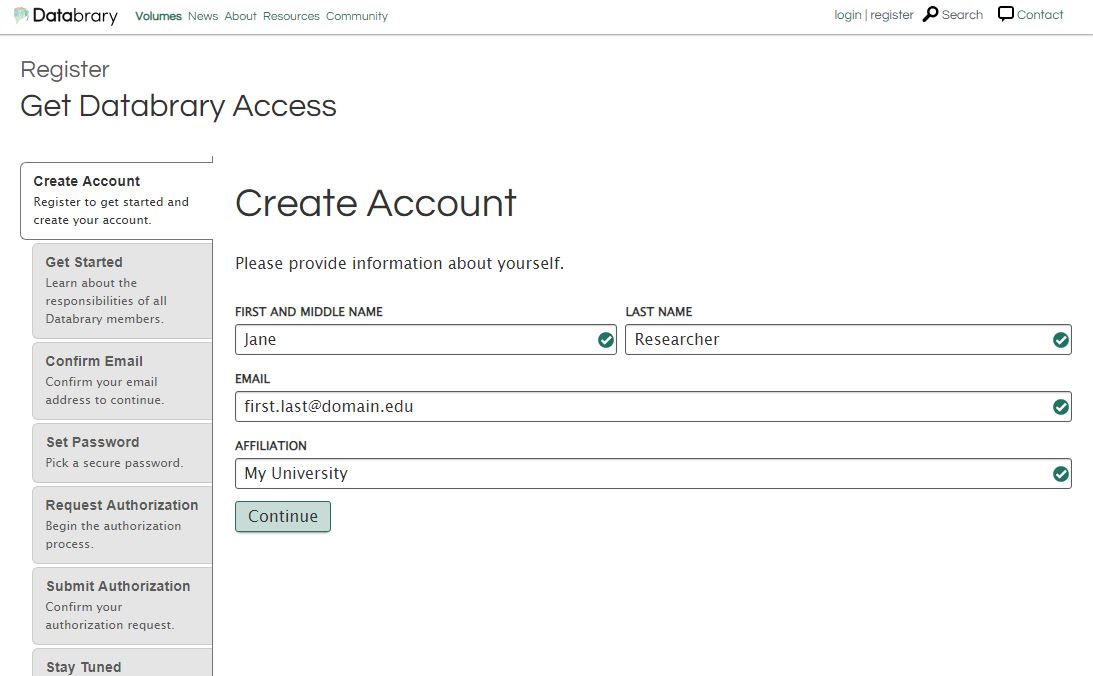 Databrary Volumes News About Resources Community login | register Search Contact
Register
Get Databrary Access
Create Account
Register to get started and
create your account.
Get Started
Learn about the
responsibilities of all
Databrary members.
Confirm Email
Confirm your email
address to continue.
Set Password
Pick a secure password.
Request Authorization
Begin the authorization
process.
Submit Authorization
Confirm your
authorization request.
Stay Tuned
Create Account
Please provide information about yourself.
FIRST AND MIDDLE NAME LAST NAME
Jane Researcher
EMAIL
first.last@domain.edu
AFFILIATION
My University
Continue